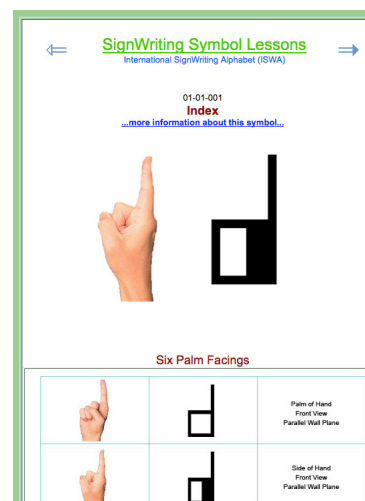 SignWriting Symbol Lessons
International SignWriting Alphabet (ISWA)
01-01-001
Index
...more information about this symbol...
Six Palm Facings
Palm of Hand
Front View
Parallel Wall Plane
Side of Hand
Front View
Parallel Wall Plane